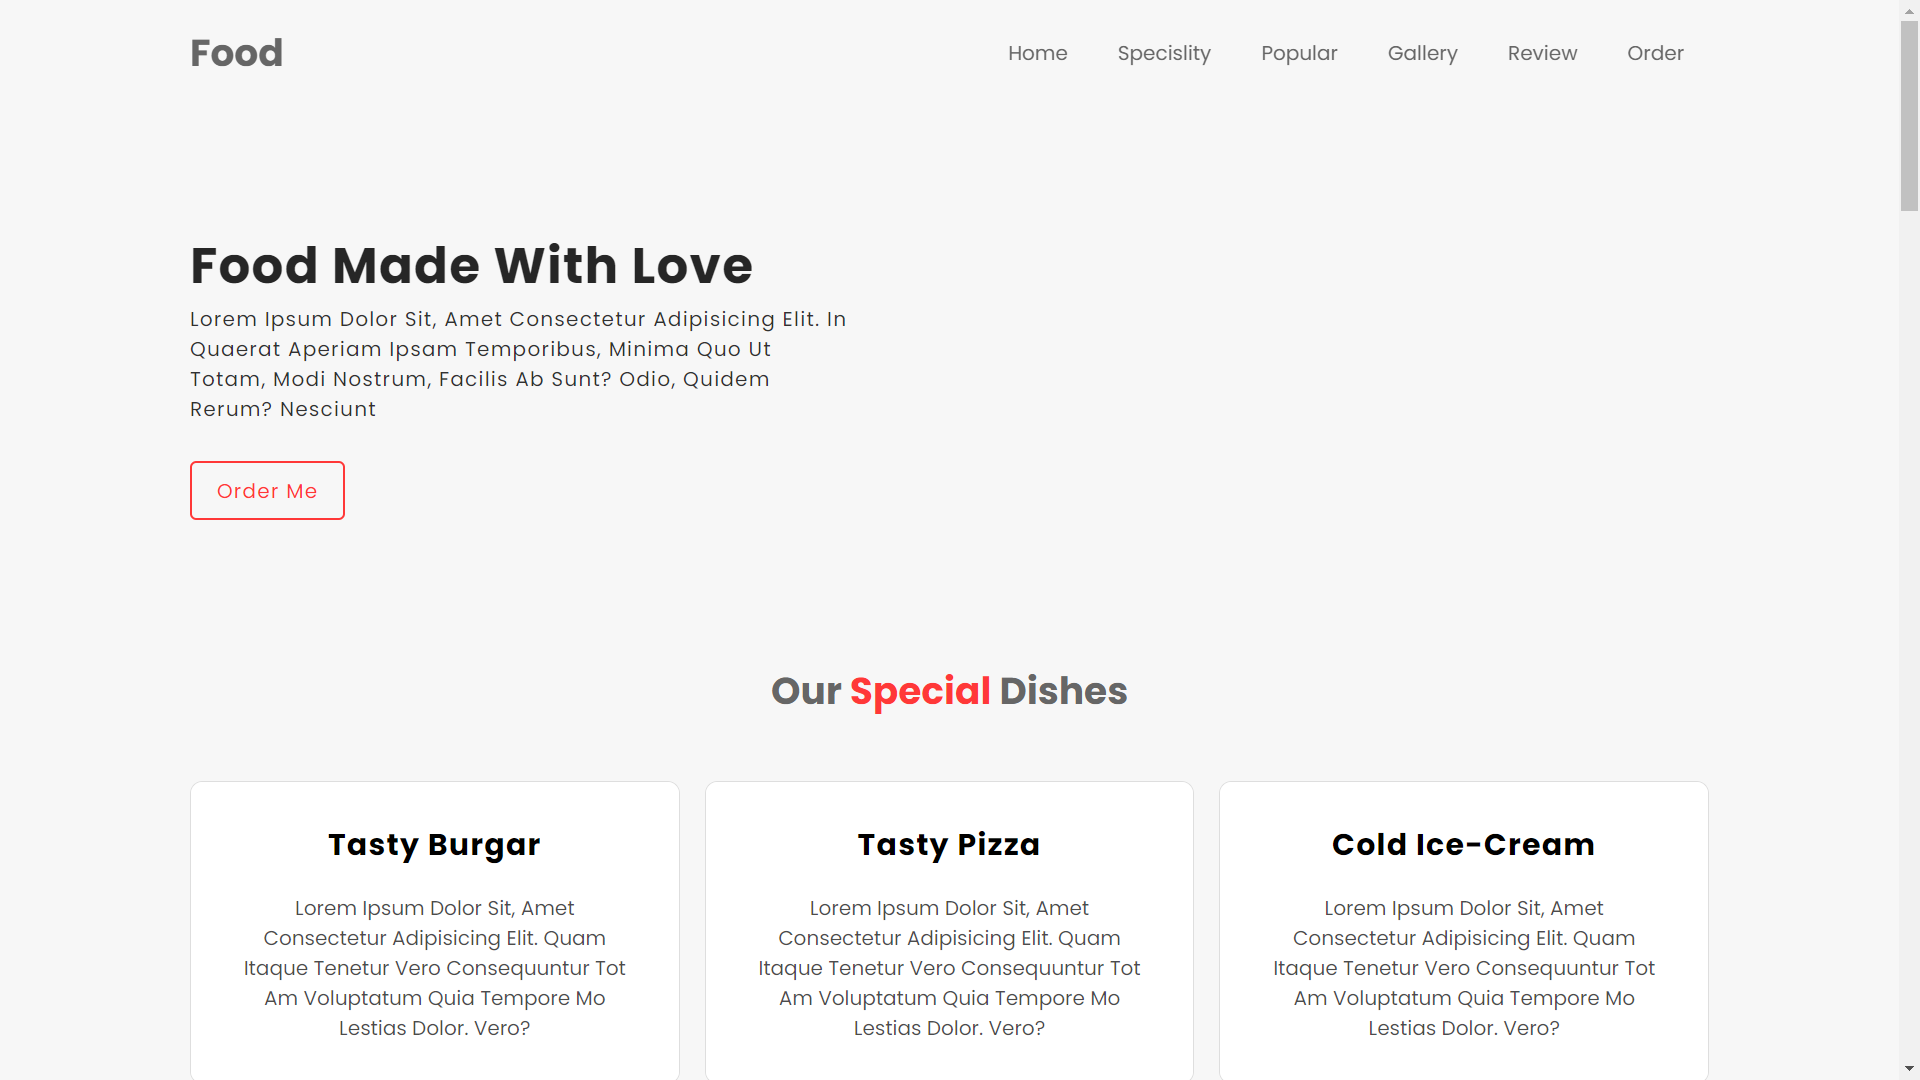 Food
Home Specislity Popular Gallery Review Order
Food Made With Love
Lorem Ipsum Dolor Sit, Amet Consectetur Adipisicing Elit. In
Quaerat Aperiam Ipsam Temporibus, Minima Quo Ut
Totam, Modi Nostrum, Facilis Ab Sunt? Odio, Quidem
Rerum? Nesciunt
Order Me
Our Special Dishes
Tasty Burgar
Lorem Ipsum Dolor Sit, Amet
Consectetur Adipisicing Elit. Quam
Itaque Tenetur Vero Consequuntur Tot
Am Voluptatum Quia Tempore Mo
Lestias Dolor. Vero?
Tasty Pizza
Lorem Ipsum Dolor Sit, Amet
Consectetur Adipisicing Elit. Quam
Itaque Tenetur Vero Consequuntur Tot
Am Voluptatum Quia Tempore Mo
Lestias Dolor. Vero?
Cold Ice-Cream
Lorem Ipsum Dolor Sit, Amet
Consectetur Adipisicing Elit. Quam
Itaque Tenetur Vero Consequuntur Tot
Am Voluptatum Quia Tempore Mo
Lestias Dolor. Vero?